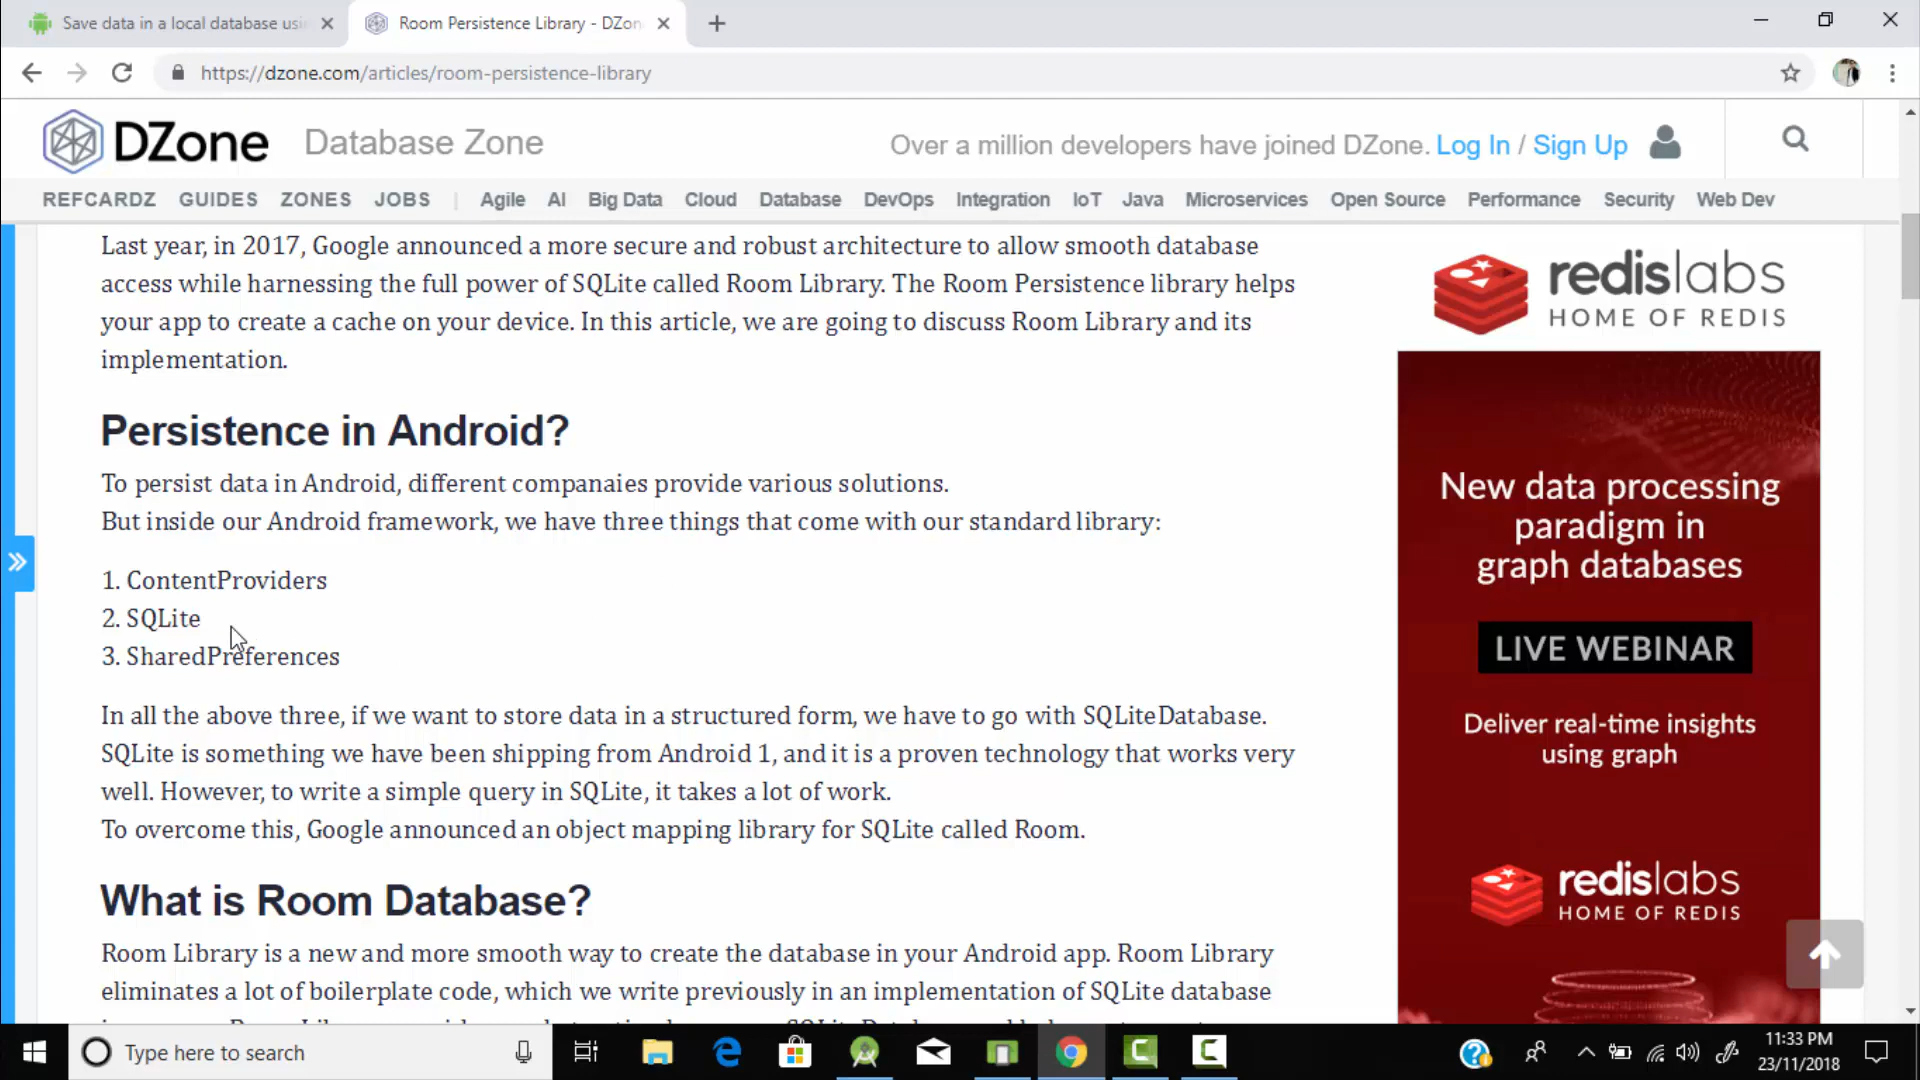 Save data in a local database usi
Room Persistence Library - DZon
https://dzone.com/articles/room-persistence-library
DZone
Database Zone
Over a million developers have joined DZone. Log In / Sign Up
REFCARDZ GUIDES ZONES JOBS | Agile AI Big Data Cloud Database DevOps Integration IoT Java Microservices Open Source Performance Security Web Dev
Last year, in 2017, Google announced a more secure and robust architecture to allow smooth database
access while harnessing the full power of SQLite called Room Library. The Room Persistence library helps
your app to create a cache on your device. In this article, we are going to discuss Room Library and its
implementation.
Persistence in Android?
To persist data in Android, different companaies provide various solutions.
But inside our Android framework, we have three things that come with our standard library:
1. ContentProviders
2. SQLite
3. SharedPreferences
In all the above three, if we want to store data in a structured form, we have to go with SQLiteDatabase.
SQLite is something we have been shipping from Android 1, and it is a proven technology that works very
well. However, to write a simple query in SQLite, it takes a lot of work.
To overcome this, Google announced an object mapping library for SQLite called Room.
What is Room Database?
Room Library is a new and more smooth way to create the database in your Android app. Room Library
eliminates a lot of boilerplate code, which we write previously in an implementation of SQLite database
redislabs
HOME OF REDIS
New data processing
paradigm in
graph databases
LIVE WEBINAR
Deliver real-time insights
using graph
redislabs
HOME OF REDIS
Type here to search
11:33 PM
23/11/2018